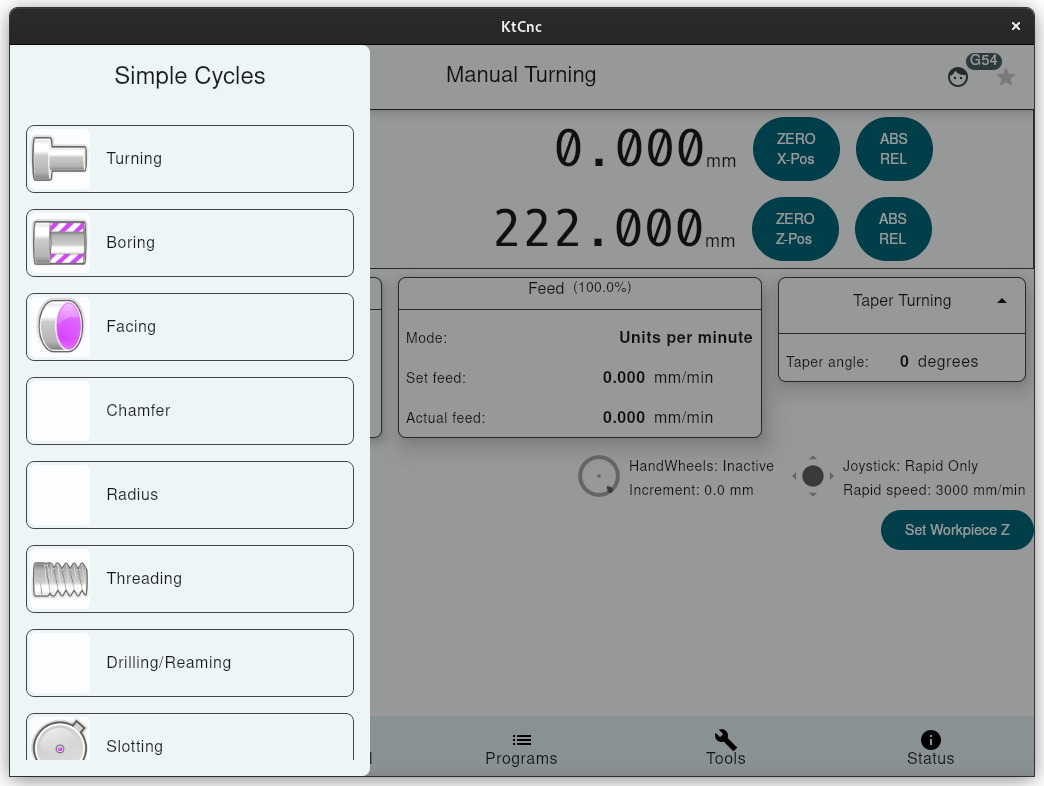 KtCnc
Simple Cycles
Turning
Boring
Facing
Chamfer
Radius
Threading
Drilling/Reaming
Slotting
Manual Turning
G54
0.000mm
ZERO
X-Pos
ABS
REL
222.000mm
ZERO
Z-Pos
ABS
REL
Feed (100.0%)
Mode: Units per minute
Set feed: 0.000 mm/min
Actual feed: 0.000 mm/min
Taper Turning
Taper angle: 0 degrees
HandWheels: Inactive
Increment: 0.0 mm
Joystick: Rapid Only
Rapid speed: 3000 mm/min
Set Workpiece Z
Programs
Tools
Status